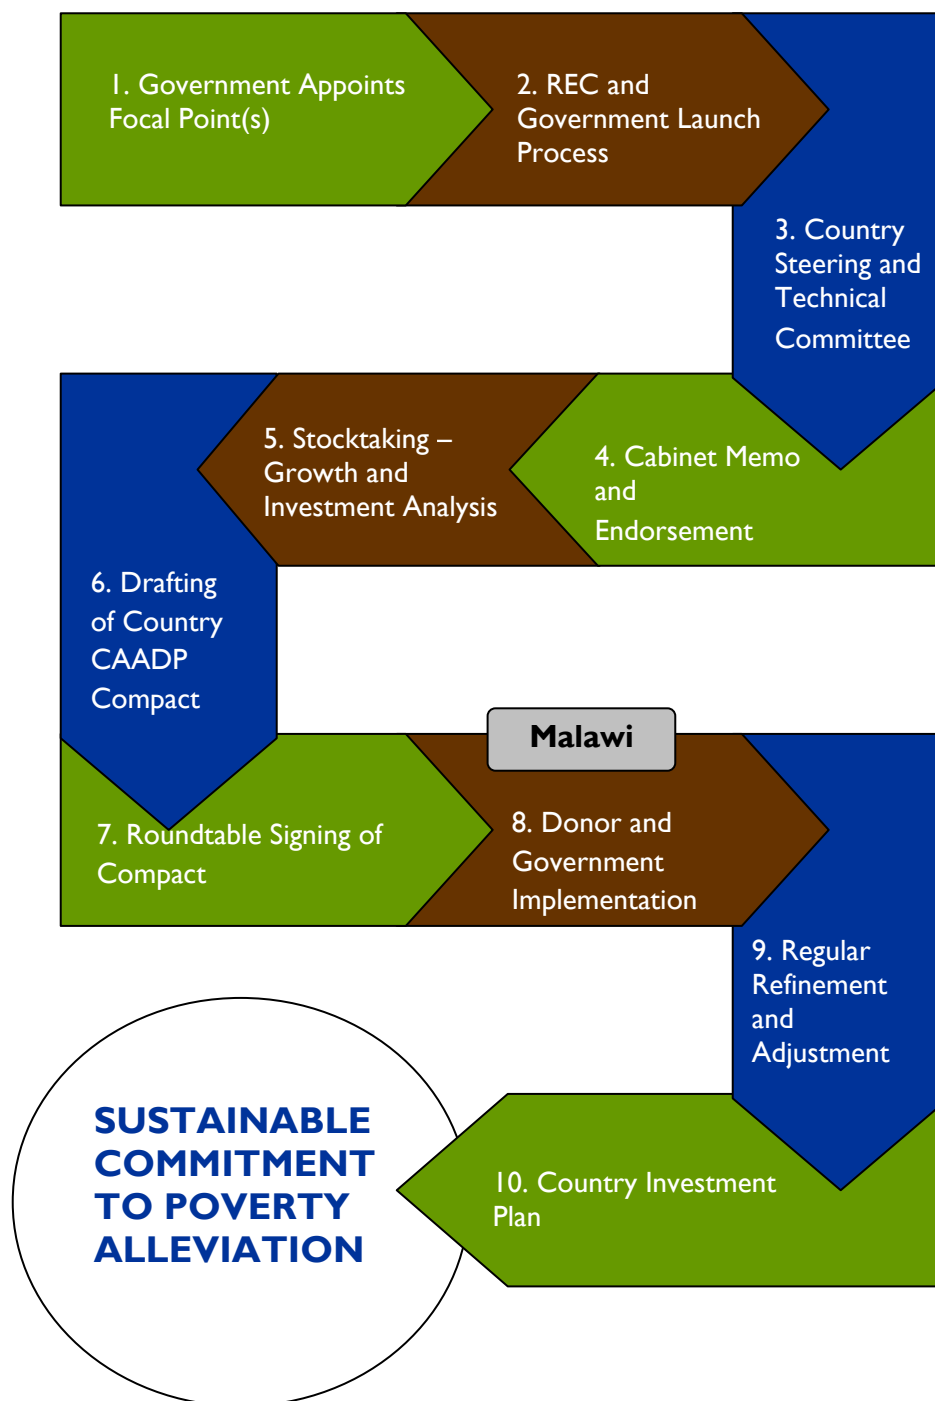 1. Government Appoints
Focal Point(s)
2. REC and
Government Launch
Process
3. Country
Steering and
Technical
Committee
4. Cabinet Memo
and
Endorsement
5. Stocktaking –
Growth and
Investment Analysis
6. Drafting
of Country
CAADP
Compact
7. Roundtable Signing of
Compact
Malawi
8. Donor and
Government
Implementation
9. Regular
Refinement
and
Adjustment
10. Country Investment
Plan
SUSTAINABLE
COMMITMENT
TO POVERTY
ALLEVIATION